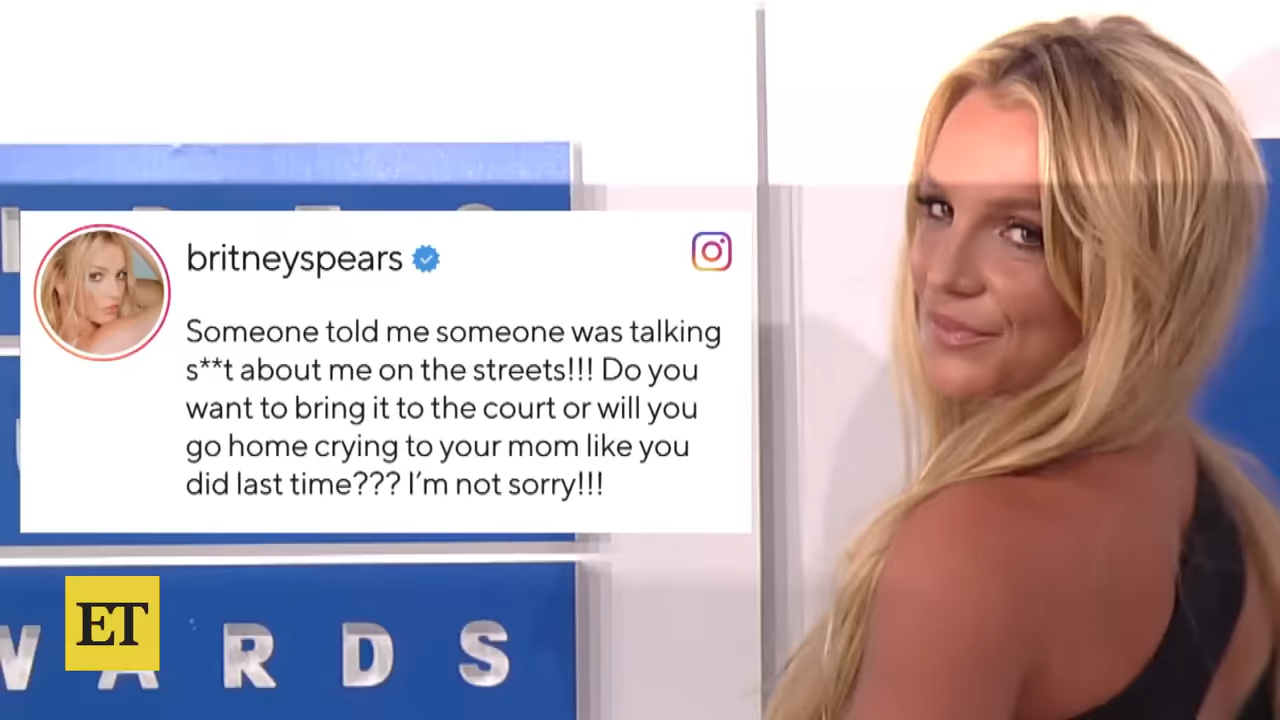 britneyspears
Someone told me someone was talking
s**t about me on the streets!!! Do you
want to bring it to the court or will you
go home crying to your mom like you
did last time??? I'm not sorry!!!
ET
WARDS